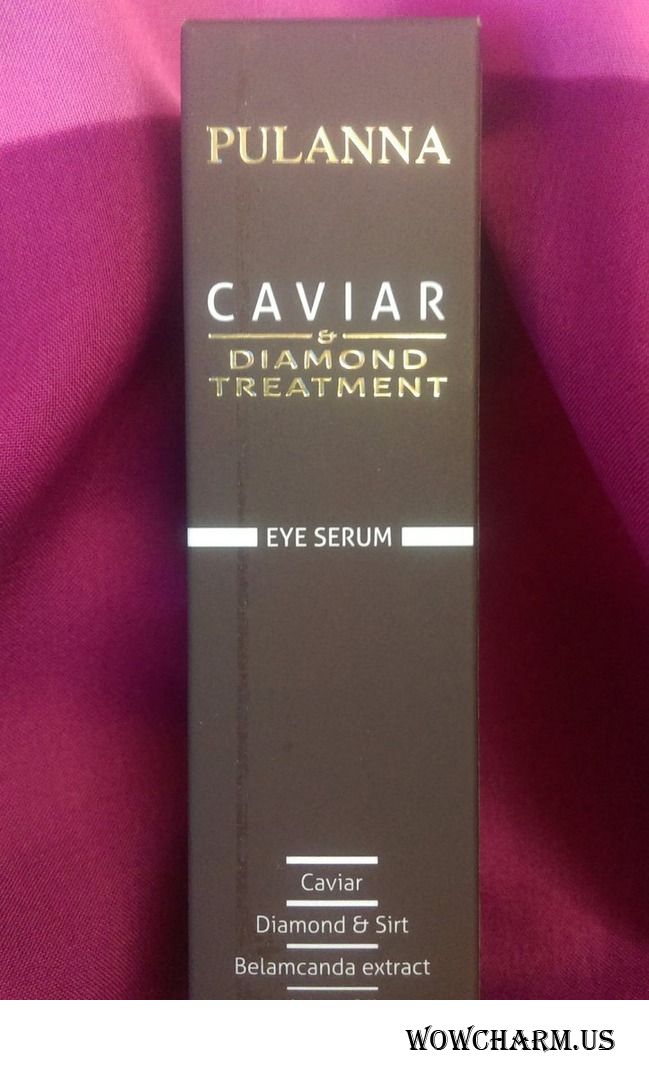 PULANNA
CAVIAR
&
DIAMOND
TREATMENT
EYE SERUM
Caviar
Diamond & Sirt
Belamcanda extract
WOWCHARM.US